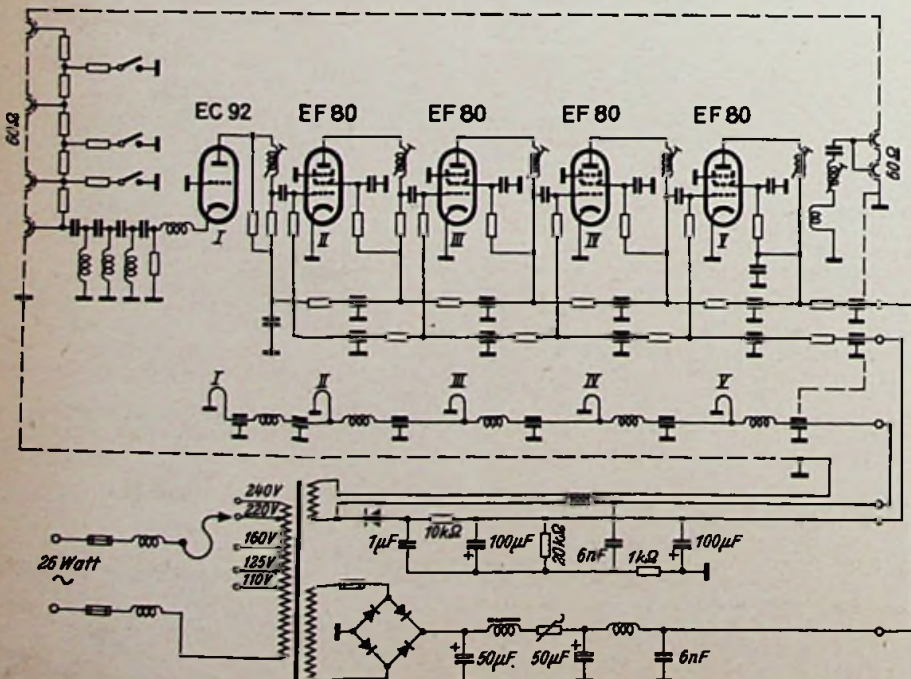 EC 92 EF 80 EF 80 EF 80 EF 80
60Ω
60Ω
I II III IV V
I II III IV V
240V
220V
160V
125V
110V
26 Watt
~
1µF 10kΩ 100µF 20kΩ 6nF 1kΩ 100µF
+ + 
+ 50µF 50µF + 6nF